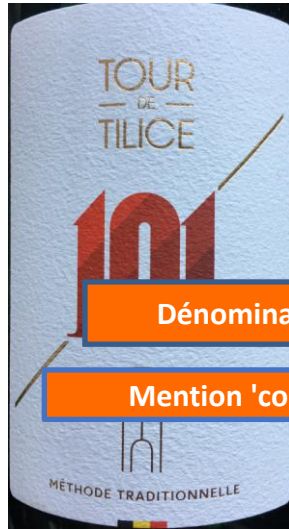 TOUR
DE
TILICE
101
Dénomina
Mention 'co
MÉTHODE TRADITIONNELLE